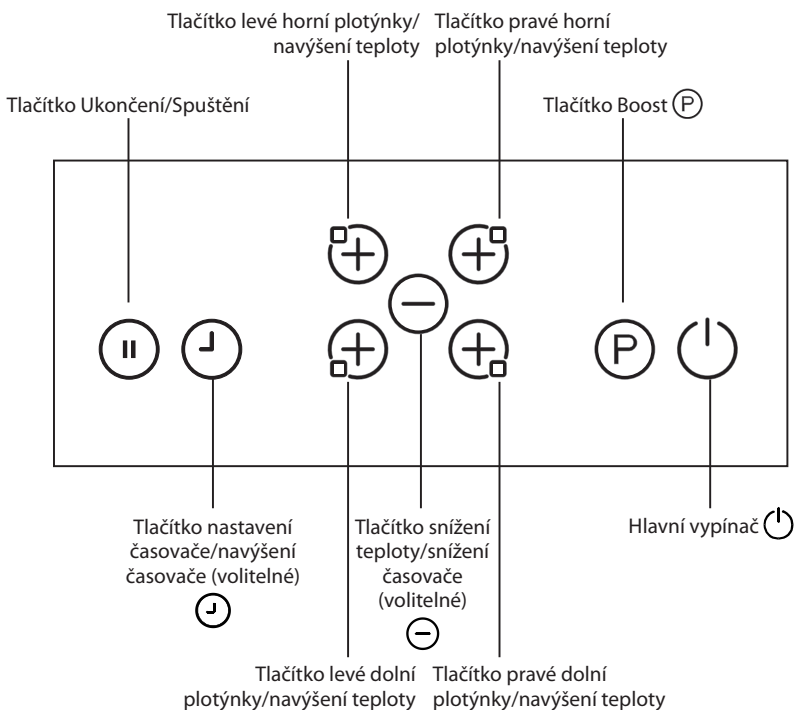 Tlačítko levé horní plotýnky/
navýšení teploty
Tlačítko pravé horní
plotýnky/navýšení teploty
Tlačítko Ukončení/Spuštění
Tlačítko Boost P
P
Tlačítko nastavení
časovače/navýšení
časovače (volitelné)
Tlačítko snížení
teploty/snížení
časovače
(volitelné)
Hlavní vypínač
Tlačítko levé dolní
plotýnky/navýšení teploty
Tlačítko pravé dolní
plotýnky/navýšení teploty